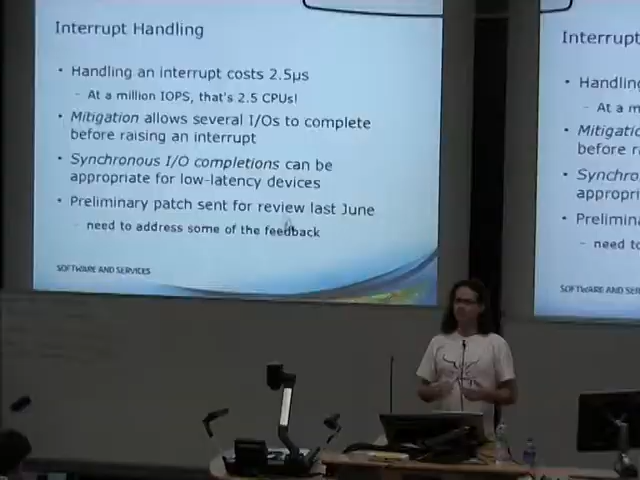 Interrupt Handling
• Handling an interrupt costs 2.5µs
– At a million IOPS, that's 2.5 CPUs!
• Mitigation allows several I/Os to complete
before raising an interrupt
• Synchronous I/O completions can be
appropriate for low-latency devices
• Preliminary patch sent for review last June
– need to address some of the feedback
SOFTWARE AND SERVICES
Interrupt
• Handling
– At a m
• Mitigatio
before r
• Synchro
appropri
• Prelimin
– need to
SOFTWARE AND SER